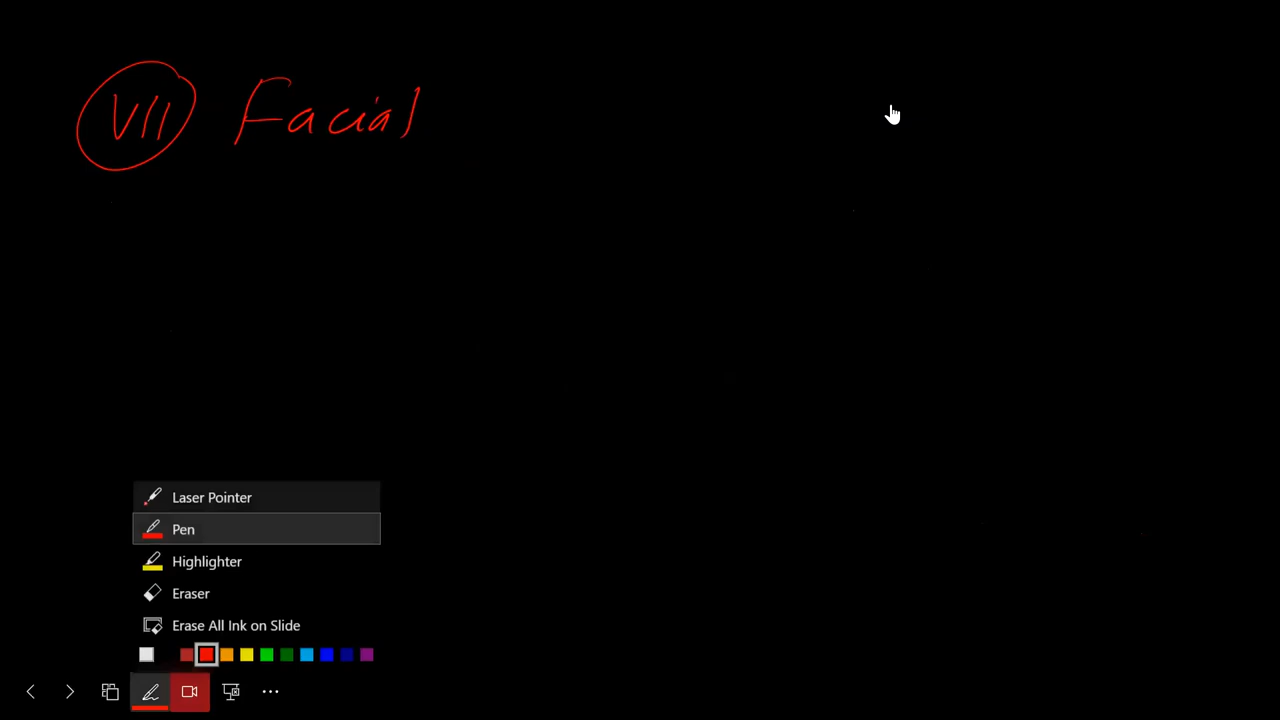 VII Facial
Laser Pointer
Pen
Highlighter
Eraser
Erase All Ink on Slide